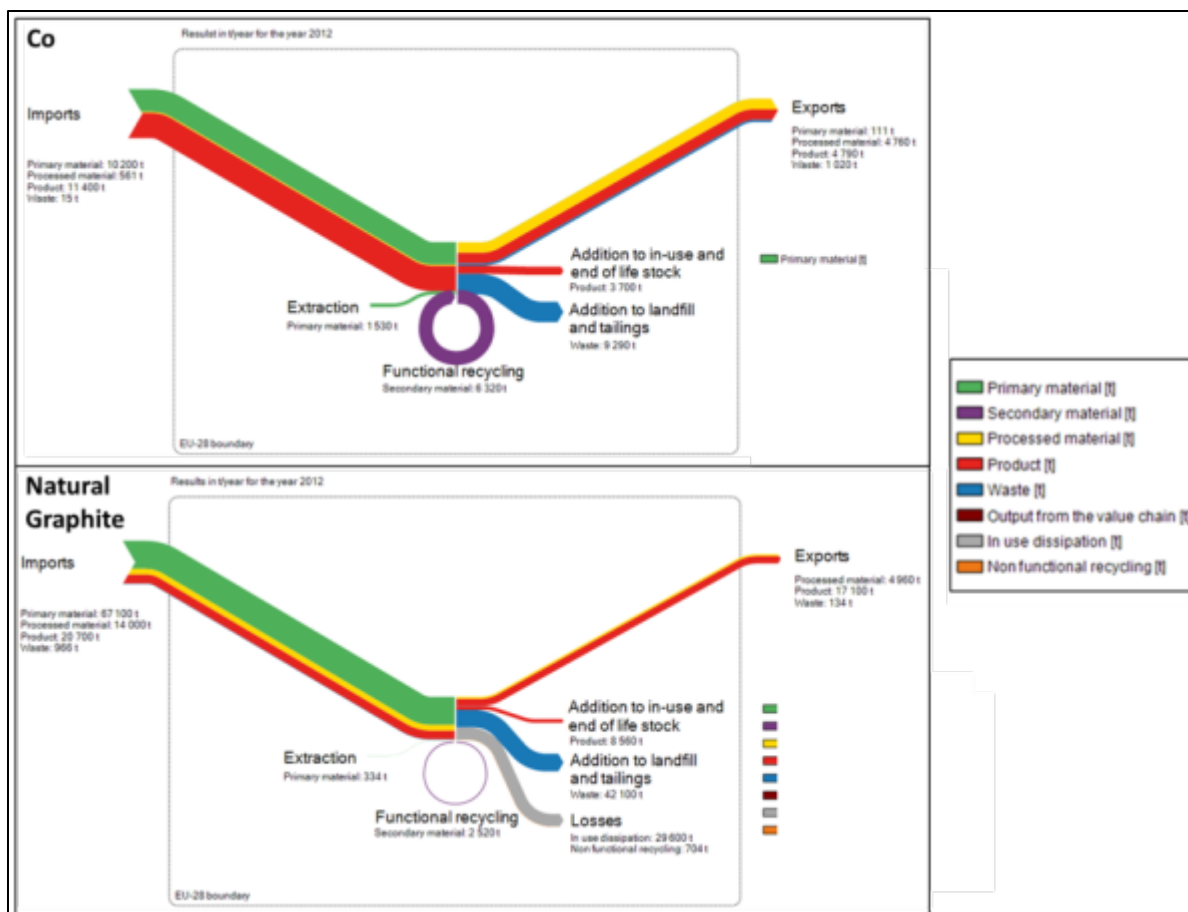 Co
Resulst in t/year for the year 2012
Imports
Primary material: 10 200 t
Processed material: 561 t
Product: 11 400 t
Waste: 15 t
Exports
Primary material: 111 t
Processed material: 4 760 t
Product: 4 790 t
Waste: 1 020 t
Addition to in-use and
end of life stock
Product: 3 700 t
Primary material [t]
Extraction
Primary material: 1 530 t
Addition to landfill
and tailings
Waste: 9 290 t
Functional recycling
Secondary material: 6 320 t
EU-28 boundary
Primary material [t]
Secondary material [t]
Processed material [t]
Product [t]
Waste [t]
Output from the value chain [t]
In use dissipation [t]
Non functional recycling [t]
Natural
Graphite
Results in t/year for the year 2012
Imports
Primary material: 67 100 t
Processed material: 14 000 t
Product: 20 700 t
Waste: 966 t
Exports
Processed material: 4 960 t
Product: 17 100 t
Waste: 134 t
Addition to in-use and
end of life stock
Product: 8 560 t
Extraction
Primary material: 334 t
Addition to landfill
and tailings
Waste: 42 100 t
Functional recycling
Secondary material: 2 520 t
Losses
In use dissipation: 29 600 t
Non functional recycling: 704 t
EU-28 boundary